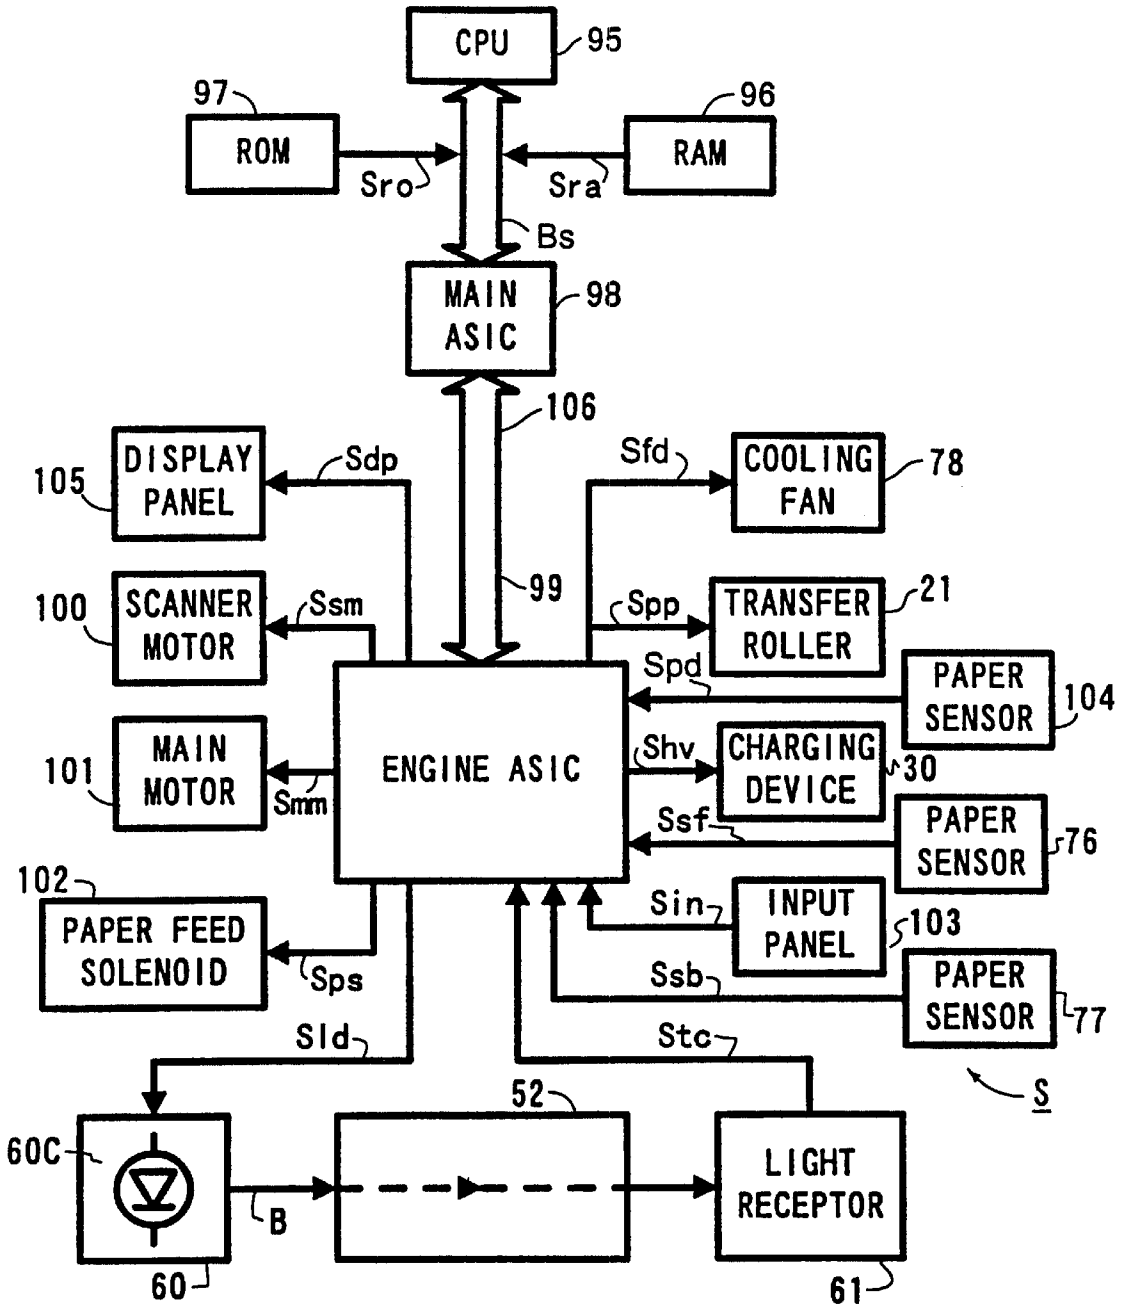 CPU
95
97
96
ROM
RAM
Sro
Sra
Bs
MAIN
ASIC
98
106
DISPLAY
PANEL
105
Sdp
Sfd
COOLING
FAN
78
99
SCANNER
MOTOR
100
Ssm
Spp
TRANSFER
ROLLER
21
Spd
PAPER
SENSOR
104
MAIN
MOTOR
101
Smm
ENGINE ASIC
Shv
CHARGING
DEVICE
30
Ssf
PAPER
SENSOR
76
102
PAPER FEED
SOLENOID
Sps
Sin
INPUT
PANEL
103
Ssb
PAPER
SENSOR
77
Sld
Stc
S
52
60C
B
LIGHT
RECEPTOR
60
61